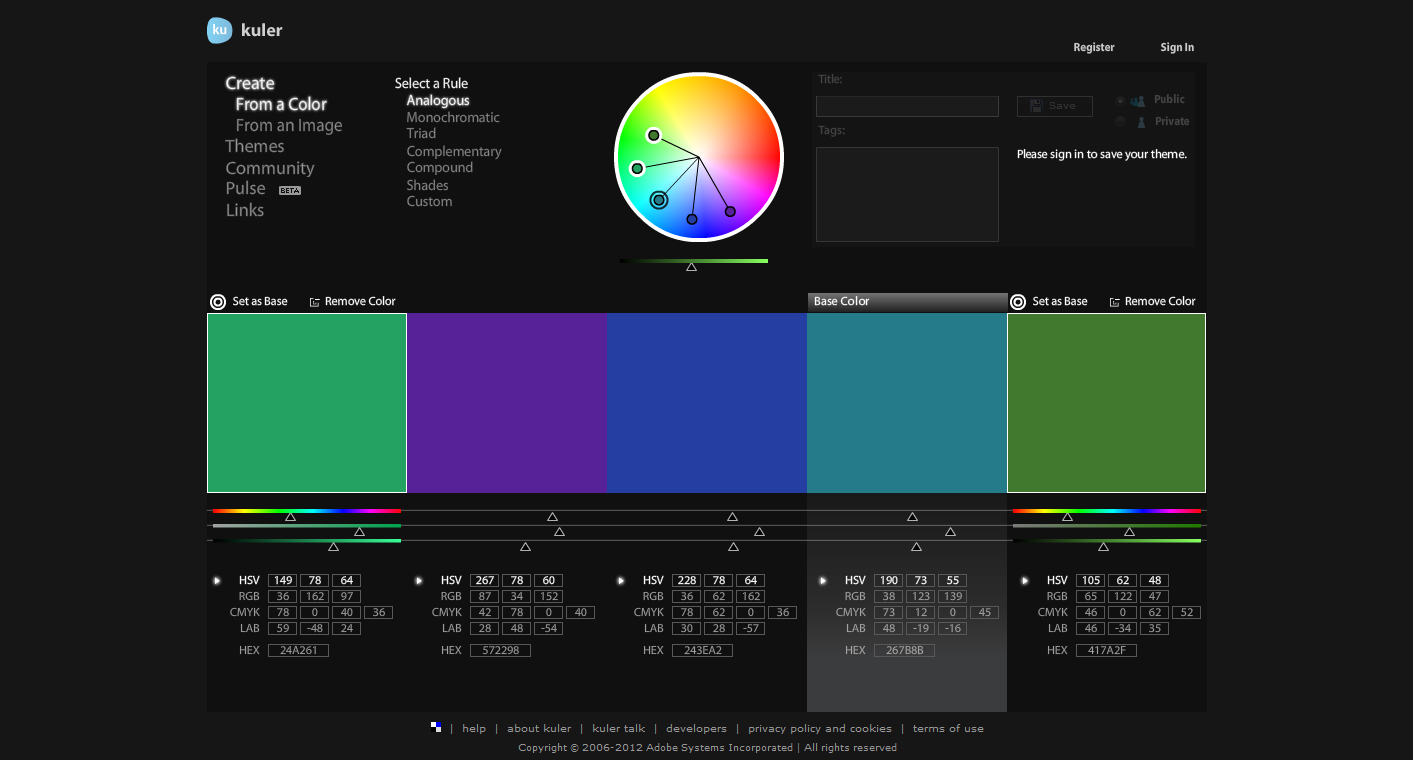 ku kuler
Register Sign In
Create
From a Color
From an Image
Themes
Community
Pulse BETA
Links
Select a Rule
Analogous
Monochromatic
Triad
Complementary
Compound
Shades
Custom
Title:
Save
Public
Private
Tags:
Please sign in to save your theme.
Set as Base Remove Color Base Color Set as Base Remove Color
HSV 149 78 64 HSV 267 78 60 HSV 228 78 64 HSV 190 73 55 HSV 105 62 48
RGB 36 162 97 RGB 87 34 152 RGB 36 62 162 RGB 38 123 139 RGB 65 122 47
CMYK 78 0 40 36 CMYK 42 78 0 40 CMYK 78 62 0 36 CMYK 73 12 0 45 CMYK 46 0 62 52
LAB 59 -48 24 LAB 28 48 -54 LAB 30 28 -57 LAB 48 -19 -16 LAB 46 -34 35
HEX 24A261 HEX 572298 HEX 243EA2 HEX 267B8B HEX 417A2F
| help | about kuler | kuler talk | developers | privacy policy and cookies | terms of use
Copyright © 2006-2012 Adobe Systems Incorporated | All rights reserved